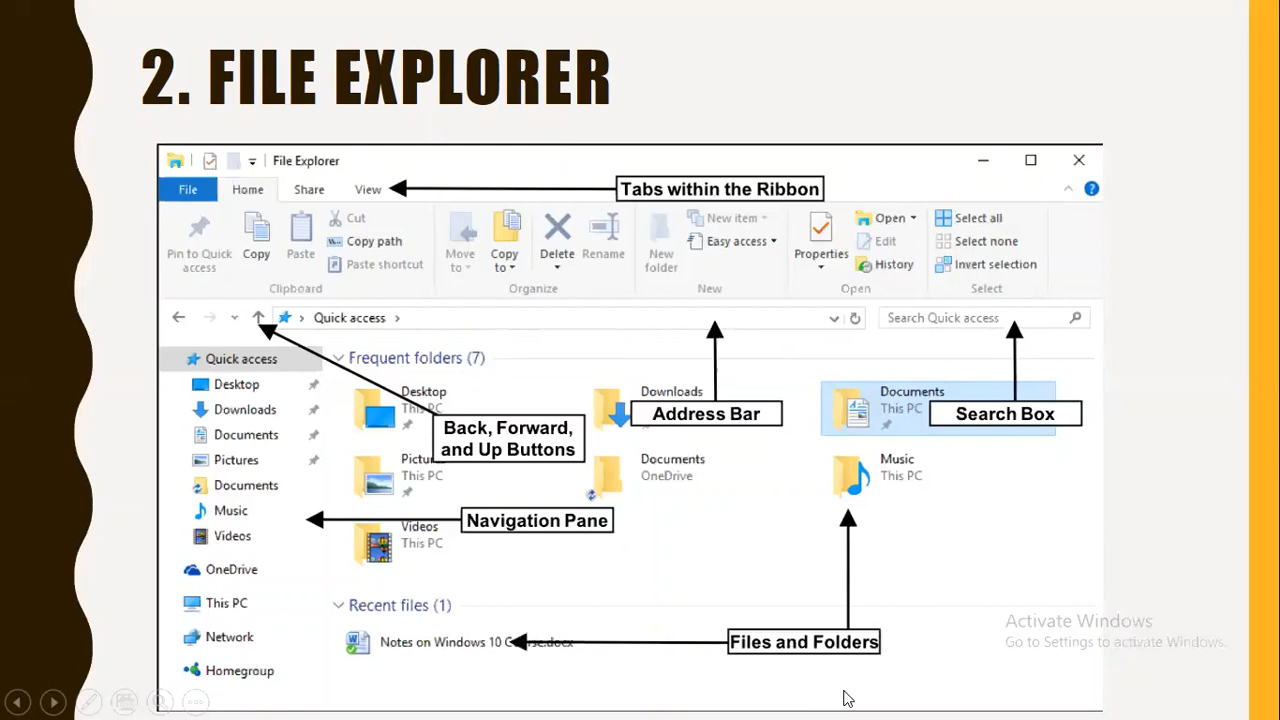 2. FILE EXPLORER
File Explorer
File Home Share View
Tabs within the Ribbon
Pin to Quick access
Copy
Paste
Cut
Copy path
Paste shortcut
Clipboard
Move to
Copy to
Delete
Rename
Organize
New folder
New item
Easy access
New
Properties
Open
Edit
History
Open
Select all
Select none
Invert selection
Select
Quick access
Search Quick access
Quick access
Desktop
Downloads
Documents
Pictures
Documents
Music
Videos
OneDrive
This PC
Network
Homegroup
Frequent folders (7)
Desktop
This PC
Downloads
Documents
This PC
Back, Forward,
and Up Buttons
Address Bar
Search Box
This PC
Documents
OneDrive
Music
This PC
Navigation Pane
Videos
This PC
Recent files (1)
Notes on Windows 10 Course.docx
Files and Folders
Activate Windows
Go to Settings to activate Windows.